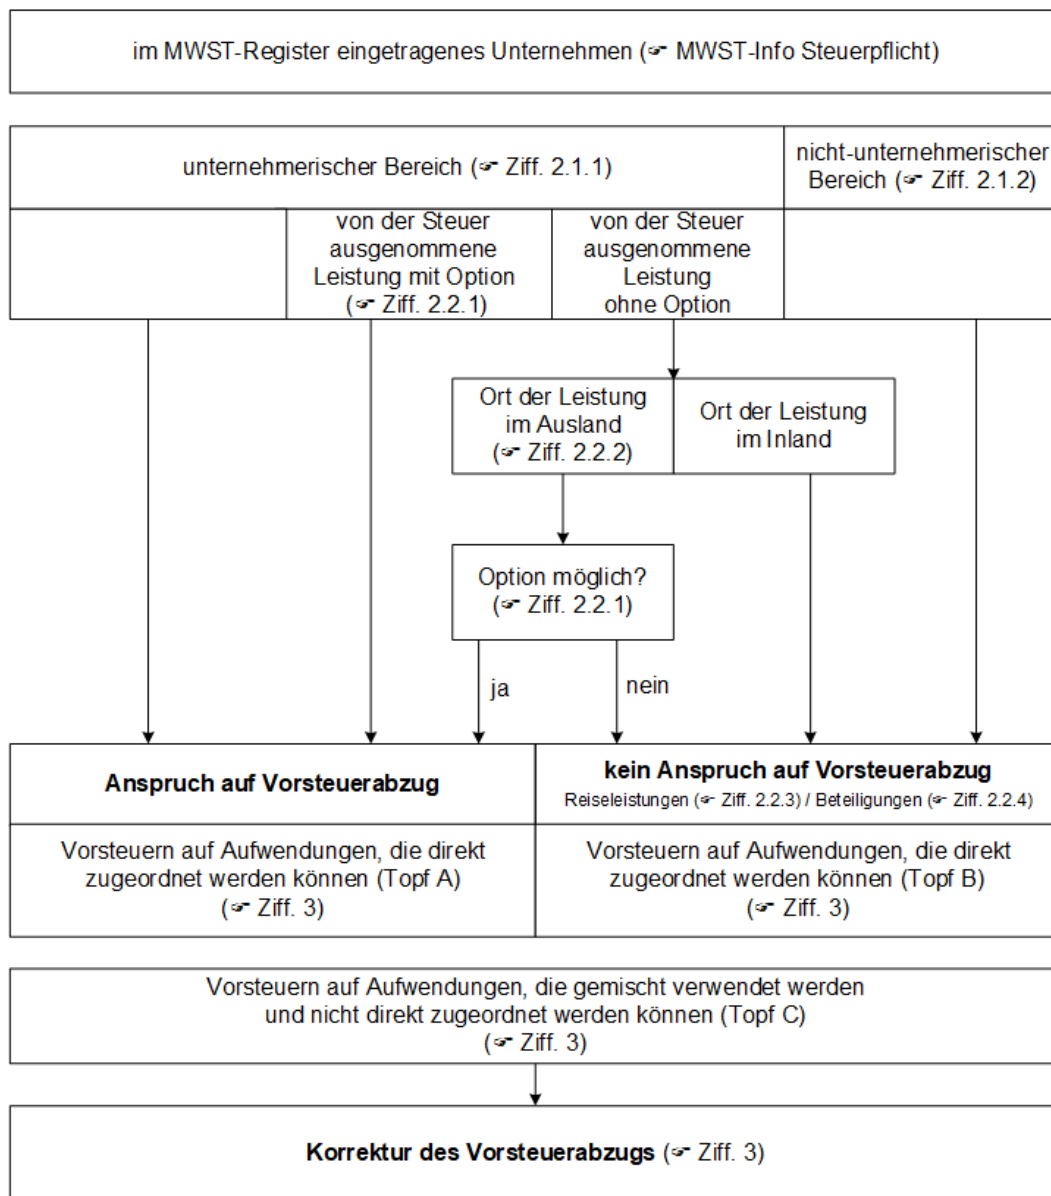 im MWST-Register eingetragenes Unternehmen (☞ MWST-Info Steuerpflicht)
unternehmerischer Bereich (☞ Ziff. 2.1.1)
nicht-unternehmerischer
Bereich (☞ Ziff. 2.1.2)
von der Steuer
ausgenommene
Leistung mit Option
(☞ Ziff. 2.2.1)
von der Steuer
ausgenommene
Leistung
ohne Option
Ort der Leistung
im Ausland
(☞ Ziff. 2.2.2)
Ort der Leistung
im Inland
Option möglich?
(☞ Ziff. 2.2.1)
ja
nein
Anspruch auf Vorsteuerabzug
kein Anspruch auf Vorsteuerabzug
Reiseleistungen (☞ Ziff. 2.2.3) / Beteiligungen (☞ Ziff. 2.2.4)
Vorsteuern auf Aufwendungen, die direkt
zugeordnet werden können (Topf A)
(☞ Ziff. 3)
Vorsteuern auf Aufwendungen, die direkt
zugeordnet werden können (Topf B)
(☞ Ziff. 3)
Vorsteuern auf Aufwendungen, die gemischt verwendet werden
und nicht direkt zugeordnet werden können (Topf C)
(☞ Ziff. 3)
Korrektur des Vorsteuerabzugs (☞ Ziff. 3)